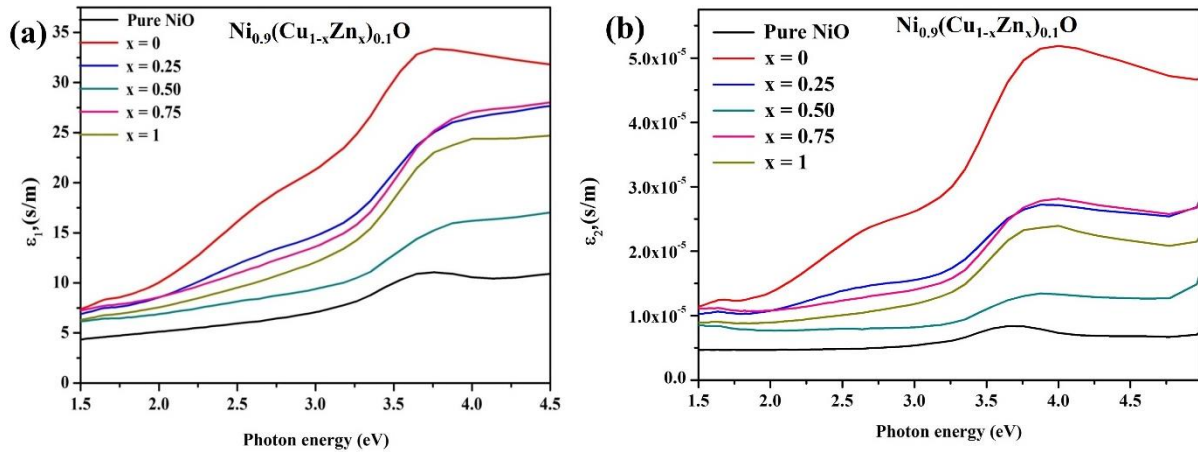 (a)
Ni₀.₉(Cu₁₋ₓZnₓ)₀.₁O
Pure NiO
x = 0
x = 0.25
x = 0.50
x = 0.75
x = 1
35
30
25
20
15
10
5
0
ε₁,(s/m)
1.5 2.0 2.5 3.0 3.5 4.0 4.5
Photon energy (eV)
(b)
Ni₀.₉(Cu₁₋ₓZnₓ)₀.₁O
Pure NiO
x = 0
x = 0.25
x = 0.50
x = 0.75
x = 1
5.0x10⁻⁵
4.0x10⁻⁵
3.0x10⁻⁵
2.0x10⁻⁵
1.0x10⁻⁵
0.0
ε₂,(s/m)
1.5 2.0 2.5 3.0 3.5 4.0 4.5
Photon energy (eV)